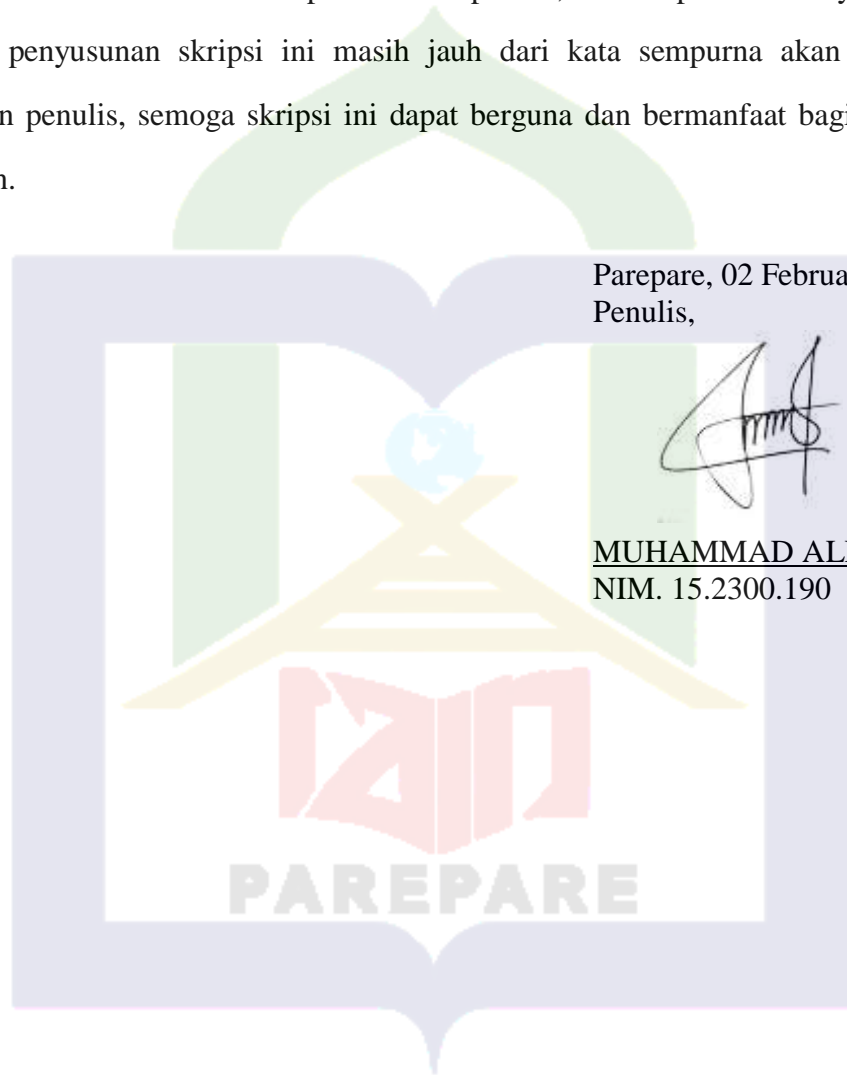 penyusunan skripsi ini masih jauh dari kata sempurna akan
penulis, semoga skripsi ini dapat berguna dan bermanfaat bagi
Parepare, 02 Februa
Penulis,
MUHAMMAD AL
NIM. 15.2300.190
IAIN
PAREPARE